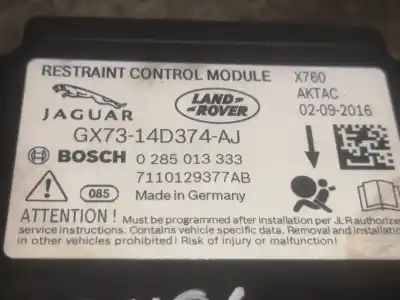 RESTRAINT CONTROL MODULE X760
AKTAC
JAGUAR LAND ROVER 02-09-2016
GX73-14D374-AJ
BOSCH 0 285 013 333
7110129377AB
085 Made in Germany
ATTENTION ! Must be programmed after installation per JLR authorize
service instructions. Contains vehicle specific data. Removal and installation
in other vehicles prohibited! Risk of injury or malfunction!